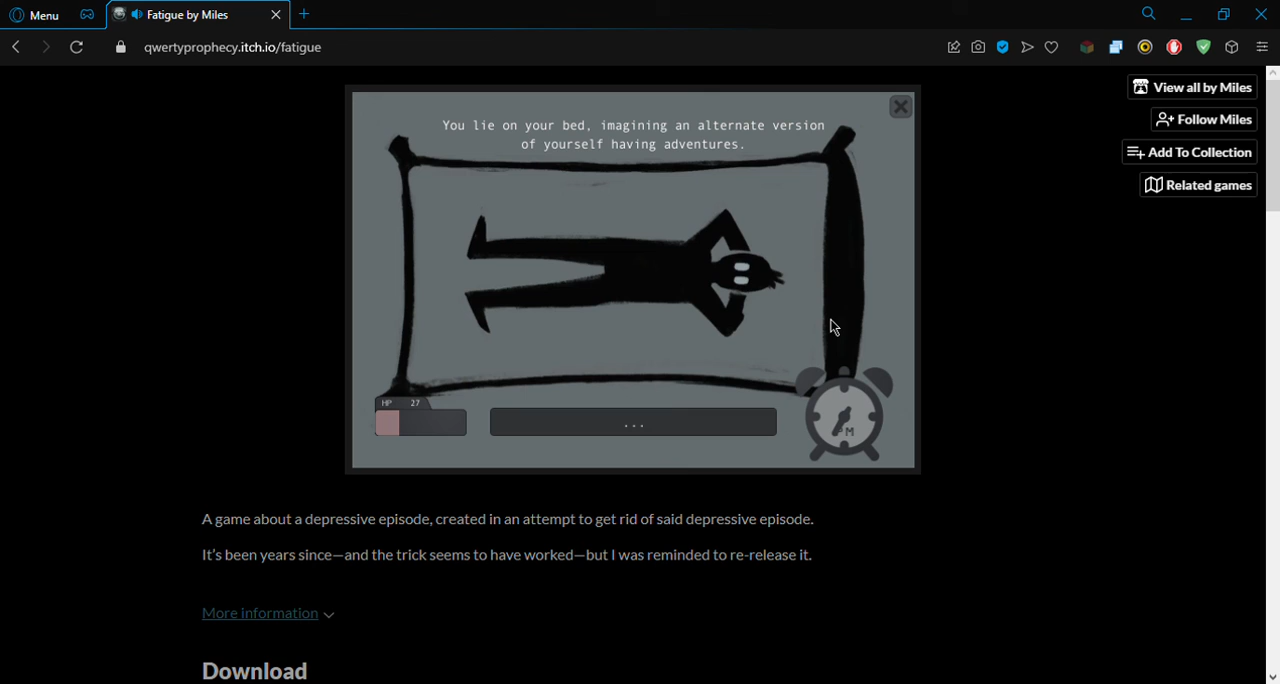 Menu
Fatigue by Miles
qwertyprophecy.itch.io/fatigue
View all by Miles
Follow Miles
Add To Collection
Related games
You lie on your bed, imagining an alternate version
of yourself having adventures.
HP 27
...
PM
A game about a depressive episode, created in an attempt to get rid of said depressive episode.
It's been years since—and the trick seems to have worked—but I was reminded to re-release it.
More information
Download